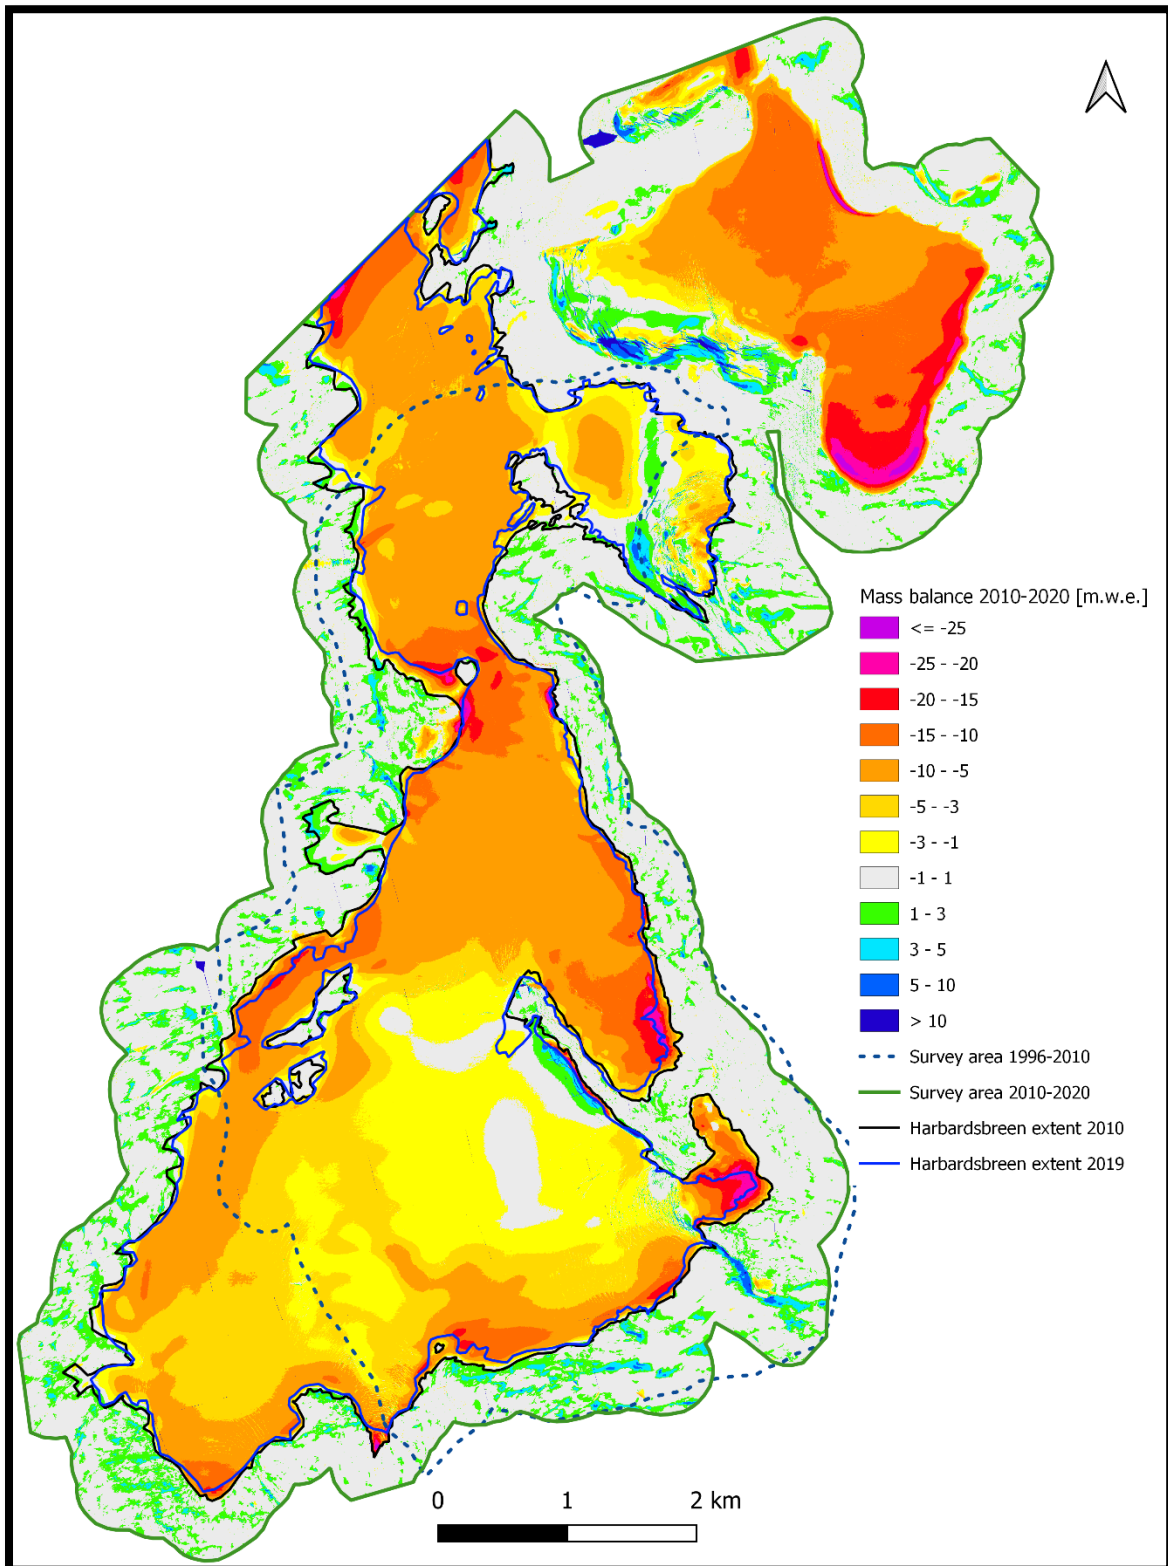 Mass balance 2010-2020 [m.w.e.]
<= -25
-25 - -20
-20 - -15
-15 - -10
-10 - -5
-5 - -3
-3 - -1
-1 - 1
1 - 3
3 - 5
5 - 10
> 10
Survey area 1996-2010
Survey area 2010-2020
Harbardsbreen extent 2010
Harbardsbreen extent 2019
0 1 2 km